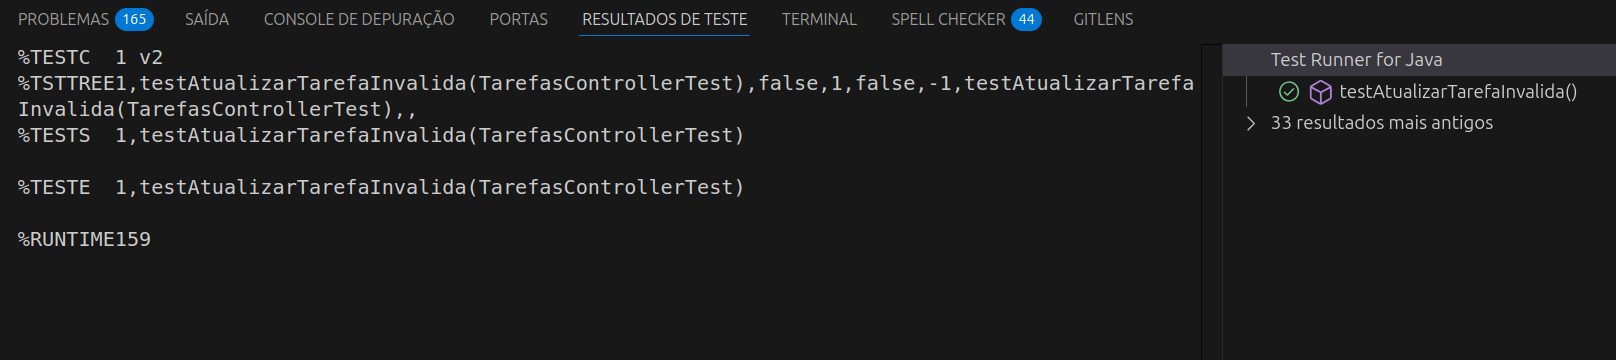 PROBLEMAS 165 SAÍDA CONSOLE DE DEPURAÇÃO PORTAS RESULTADOS DE TESTE TERMINAL SPELL CHECKER 44 GITLENS
%TESTC  1 v2
%TSTTREE1,testAtualizarTarefaInvalida(TarefasControllerTest),false,1,false,-1,testAtualizarTarefa
Invalida(TarefasControllerTest),,
%TESTS  1,testAtualizarTarefaInvalida(TarefasControllerTest)
%TESTE  1,testAtualizarTarefaInvalida(TarefasControllerTest)
%RUNTIME159
Test Runner for Java
testAtualizarTarefaInvalida()
33 resultados mais antigos